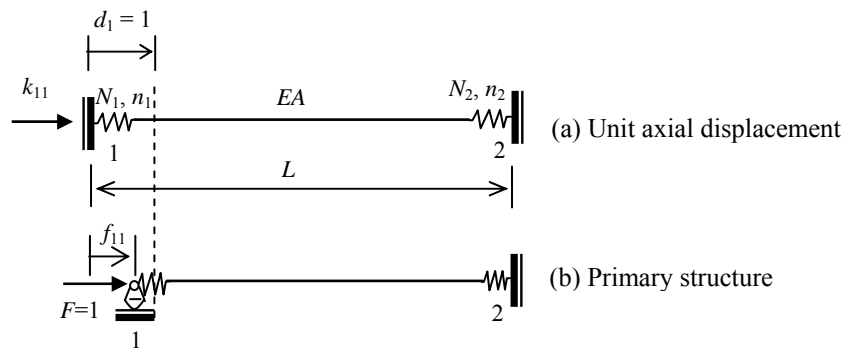 d₁ = 1
k₁₁
N₁, n₁
EA
N₂, n₂
(a) Unit axial displacement
1
2
L
f₁₁
(b) Primary structure
F=1
2
1